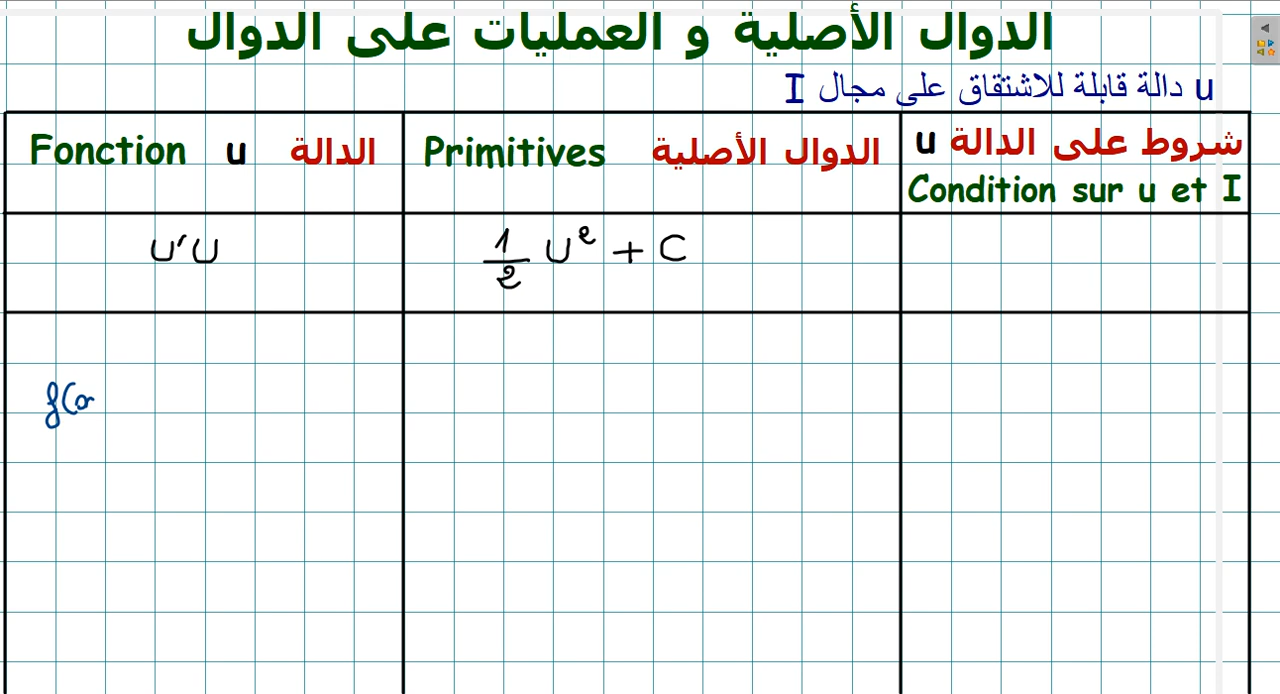 الدوال الأصلية و العمليات على الدوال
u دالة قابلة للاشتقاق على مجال I
Fonction u الدالة
Primitives الدوال الأصلية
شروط على الدالة u
Condition sur u et I
U'U
1/2 U² + C
f(x